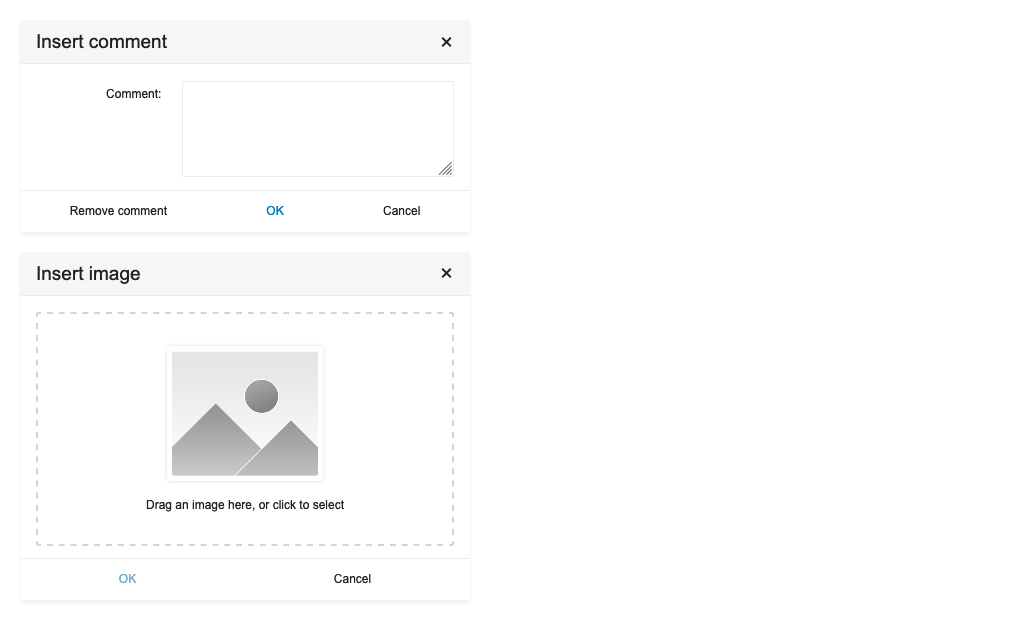 Insert comment
Comment:
Remove comment OK Cancel
Insert image
Drag an image here, or click to select
OK Cancel